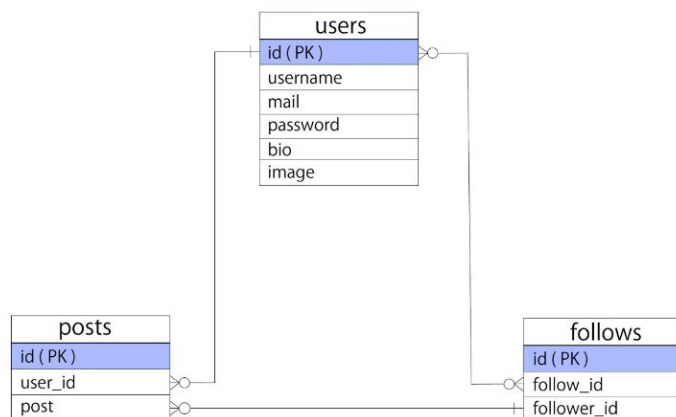 users
id ( PK )
username
mail
password
bio
image
posts
id ( PK )
user_id
post
follows
id ( PK )
follow_id
follower_id